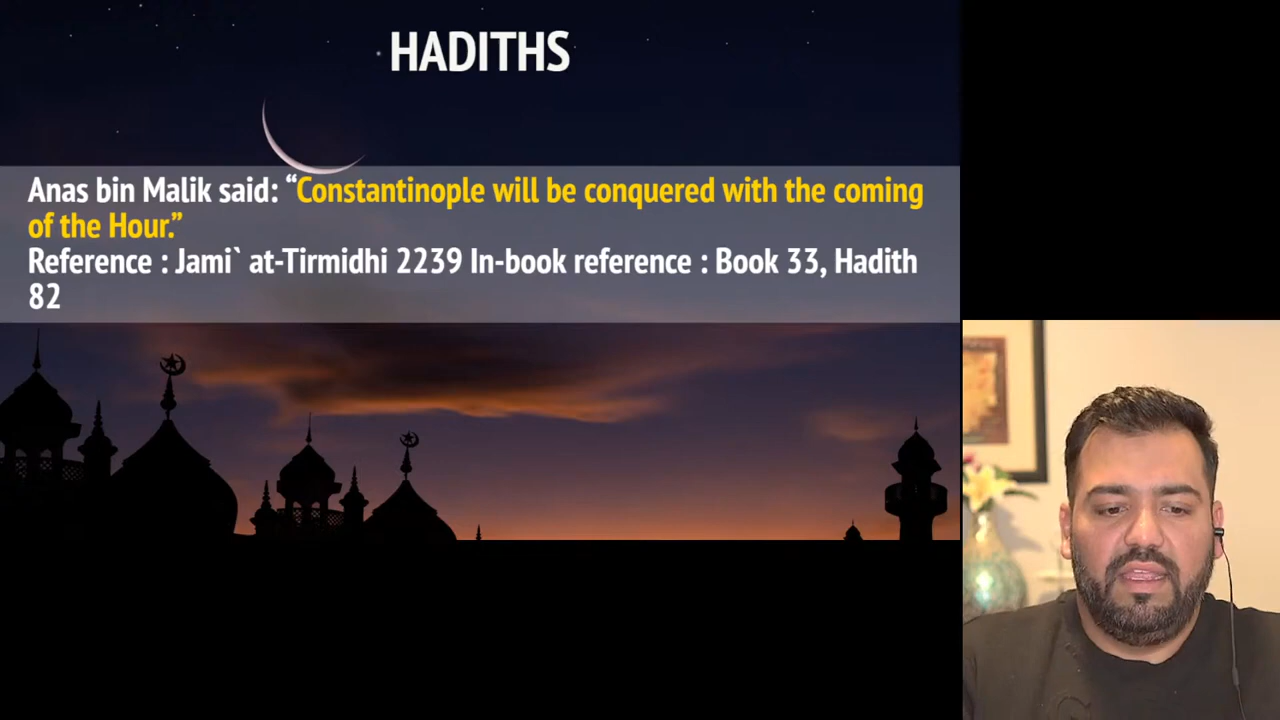 HADITHS
Anas bin Malik said: “Constantinople will be conquered with the coming
of the Hour.”
Reference : Jami` at-Tirmidhi 2239 In-book reference : Book 33, Hadith
82